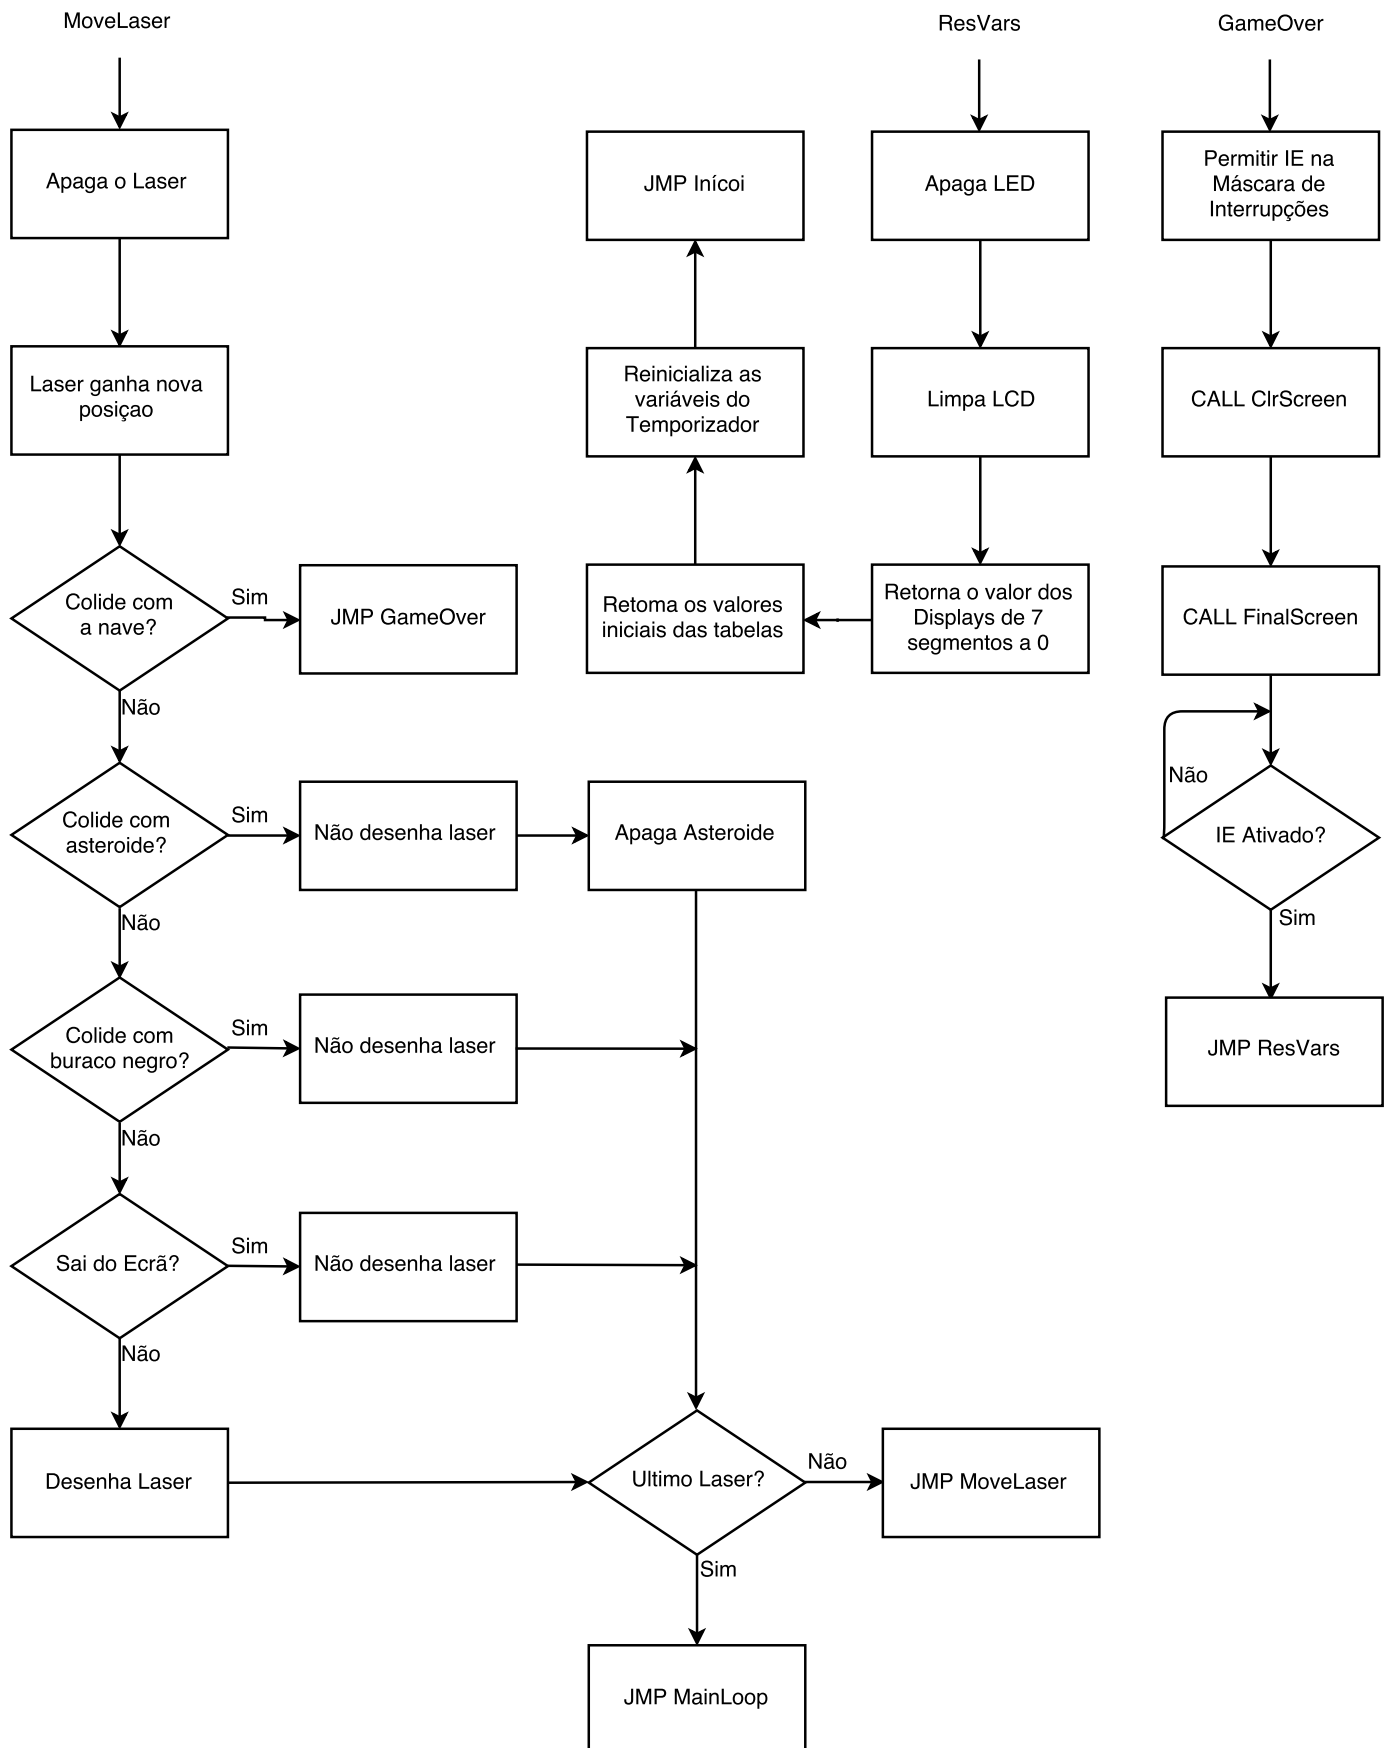 MoveLaser
Apaga o Laser
Laser ganha nova
posiçao
Colide com
a nave?
Sim
JMP GameOver
Não
Colide com
asteroide?
Sim
Não desenha laser
Apaga Asteroide
Não
Colide com
buraco negro?
Sim
Não desenha laser
Não
Sai do Ecrã?
Sim
Não desenha laser
Não
Desenha Laser
Ultimo Laser?
Não
JMP MoveLaser
Sim
JMP MainLoop
ResVars
Apaga LED
Limpa LCD
Retorna o valor dos
Displays de 7
segmentos a 0
Retoma os valores
iniciais das tabelas
Reinicializa as
variáveis do
Temporizador
JMP Inícoi
GameOver
Permitir IE na
Máscara de
Interrupções
CALL ClrScreen
CALL FinalScreen
Não
IE Ativado?
Sim
JMP ResVars